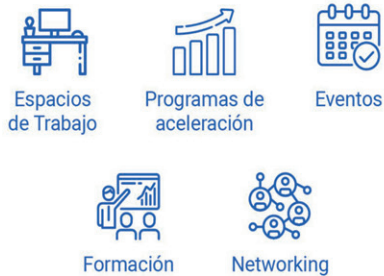 Espacios
de Trabajo
Programas de
aceleración
Eventos
Formación
Networking